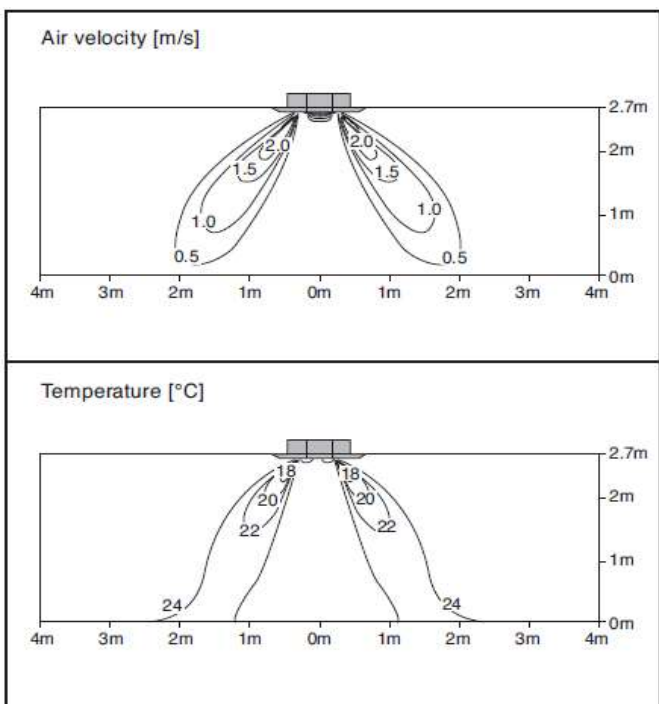 Air velocity [m/s]
2.7m
2.0 2.0 2m
1.5 1.5
1.0 1.0 1m
0.5 0.5
0m
4m 3m 2m 1m 0m 1m 2m 3m 4m
Temperature [°C]
2.7m
18 18
20 20 2m
22 22
1m
24 24
0m
4m 3m 2m 1m 0m 1m 2m 3m 4m